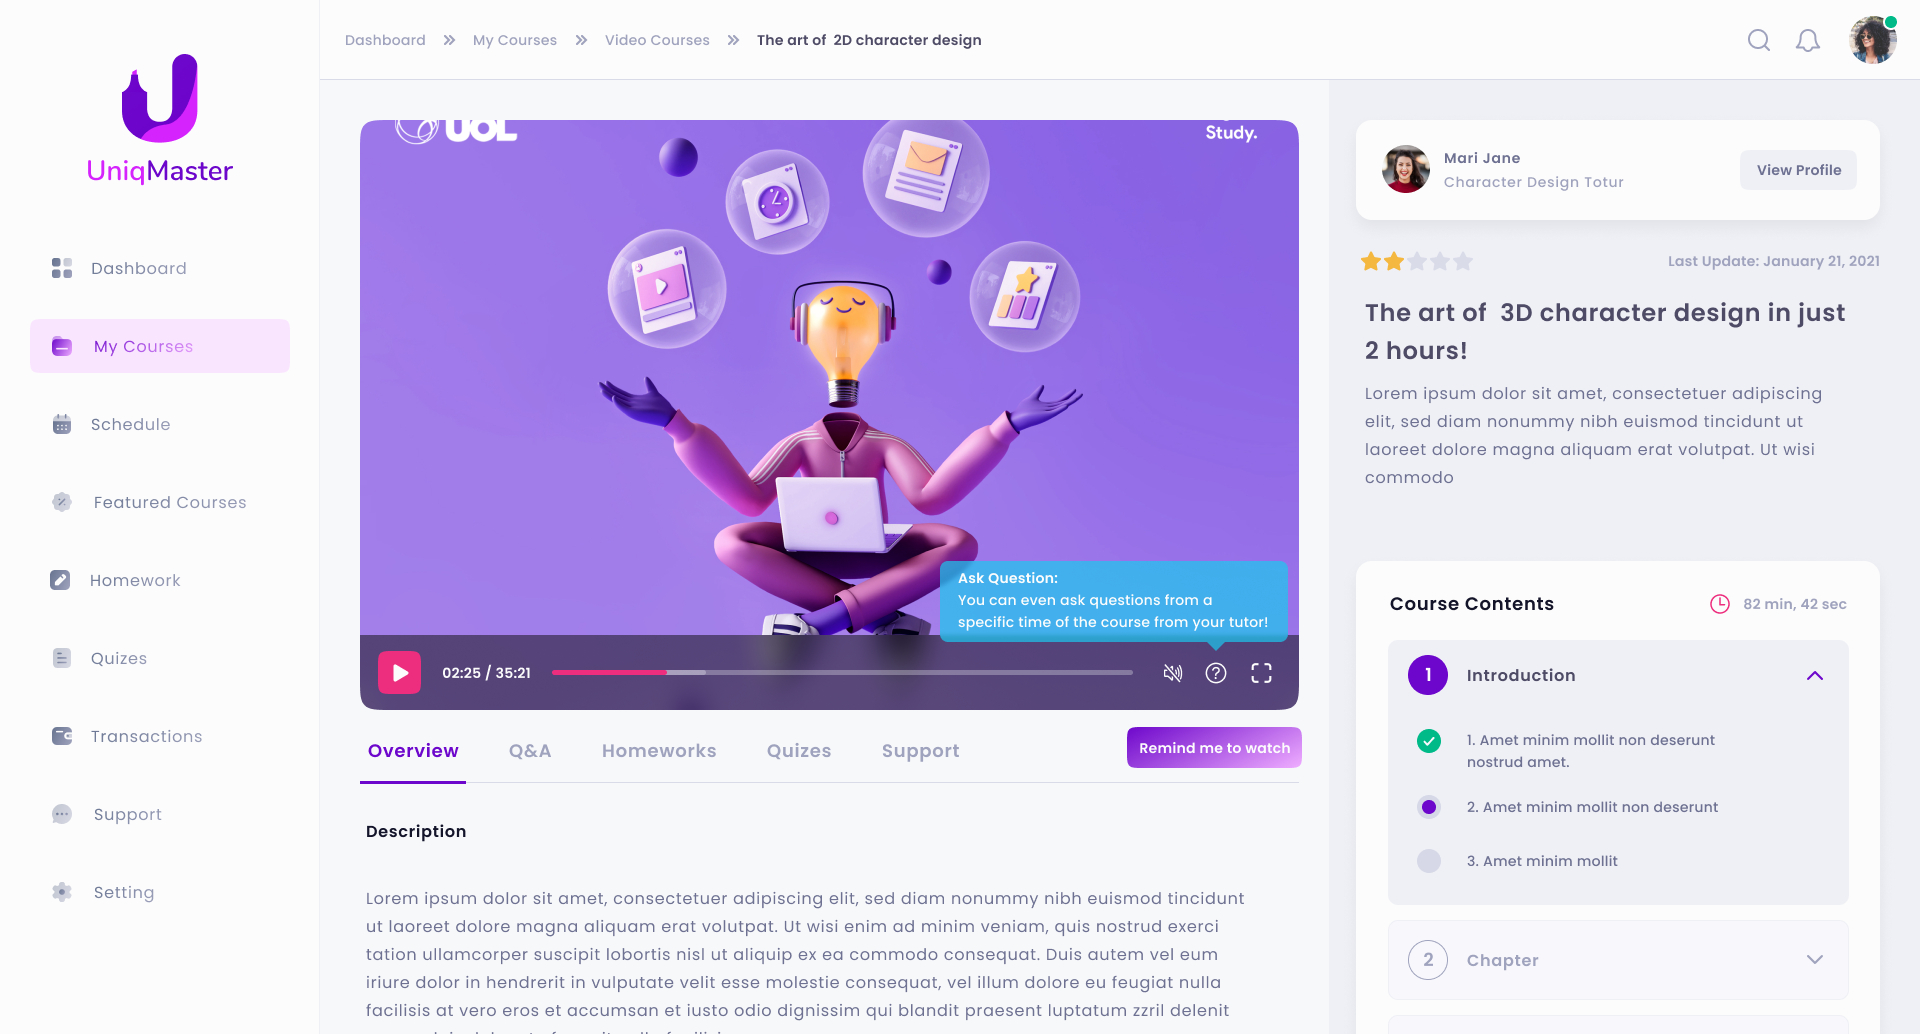 UniqMaster
Dashboard
My Courses
Schedule
Featured Courses
Homework
Quizes
Transactions
Support
Setting
Dashboard
My Courses
Video Courses
The art of 2D character design
UOL
Study.
Ask Question:
You can even ask questions from a
specific time of the course from your tutor!
02:25 / 35:21
Overview
Q&A
Homeworks
Quizes
Support
Remind me to watch
Description
Lorem ipsum dolor sit amet, consectetuer adipiscing elit, sed diam nonummy nibh euismod tincidunt
ut laoreet dolore magna aliquam erat volutpat. Ut wisi enim ad minim veniam, quis nostrud exerci
tation ullamcorper suscipit lobortis nisl ut aliquip ex ea commodo consequat. Duis autem vel eum
iriure dolor in hendrerit in vulputate velit esse molestie consequat, vel illum dolore eu feugiat nulla
facilisis at vero eros et accumsan et iusto odio dignissim qui blandit praesent luptatum zzril delenit
Mari Jane
Character Design Totur
View Profile
Last Update: January 21, 2021
The art of 3D character design in just
2 hours!
Lorem ipsum dolor sit amet, consectetuer adipiscing
elit, sed diam nonummy nibh euismod tincidunt ut
laoreet dolore magna aliquam erat volutpat. Ut wisi
commodo
Course Contents
82 min, 42 sec
1
Introduction
1. Amet minim mollit non deserunt
nostrud amet.
2. Amet minim mollit non deserunt
3. Amet minim mollit
2
Chapter